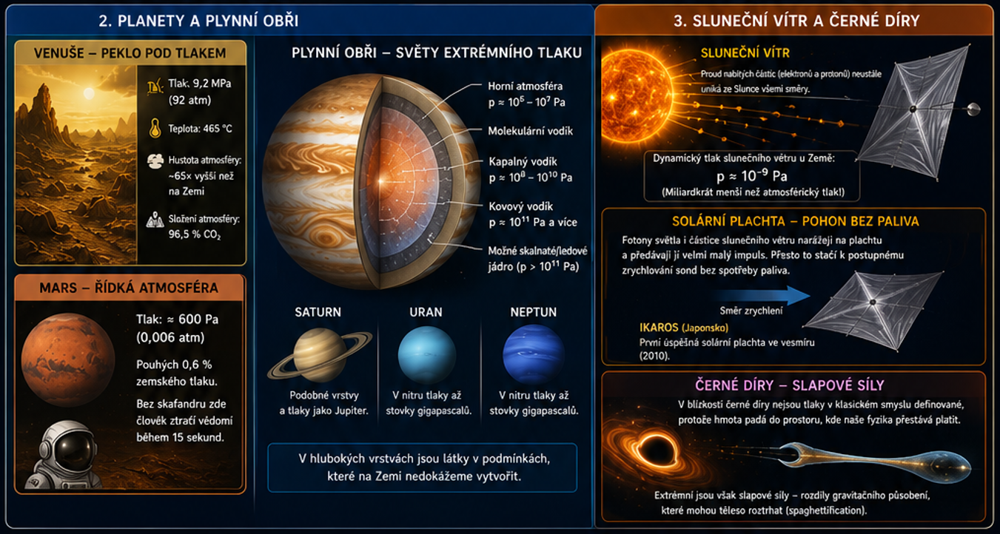 2. PLANETY A PLYNNÍ OBŘI
VENUŠE – PEKLO POD TLAKEM
Tlak: 9,2 MPa
(92 atm)
Teplota: 465 °C
Hustota atmosféry:
~65× vyšší než
na Zemi
Složení atmosféry:
96,5 % CO₂
MARS – ŘÍDKÁ ATMOSFÉRA
Tlak: ≈ 600 Pa
(0,006 atm)
Pouhých 0,6 %
zemského tlaku.
Bez skafandru zde
člověk ztratí vědomí
během 15 sekund.
PLYNNÍ OBŘI – SVĚTY EXTRÉMNÍHO TLAKU
Horní atmosféra
p ≈ 10⁵ – 10⁷ Pa
Molekulární vodík
Kapalný vodík
p ≈ 10⁸ – 10¹⁰ Pa
Kovový vodík
p ≈ 10¹¹ Pa a více
Možné skalnaté/ledové
jádro (p > 10¹¹ Pa)
SATURN
Podobné vrstvy
a tlaky jako Jupiter.
URAN
V nitru tlaky až
stovky gigapascalů.
NEPTUN
V nitru tlaky až
stovky gigapascalů.
V hlubokých vrstvách jsou látky v podmínkách,
které na Zemi nedokážeme vytvořit.
3. SLUNEČNÍ VÍTR A ČERNÉ DÍRY
SLUNEČNÍ VÍTR
Proud nabitých částic (elektronů a protonů) neustále
uniká ze Slunce všemi směry.
Dynamický tlak slunečního větru u Země:
p ≈ 10⁻⁹ Pa
(Miliardkrát menší než atmosférický tlak!)
SOLÁRNÍ PLACHTA – POHON BEZ PALIVA
Fotony světla i částice slunečního větru narážejí na plachtu
a předávají jí velmi malý impuls. Přesto to stačí k postupnému
zrychlování sond bez spotřeby paliva.
Směr zrychlení
IKAROS (Japonsko)
První úspěšná solární plachta ve vesmíru
(2010).
ČERNÉ DÍRY – SLAPOVÉ SÍLY
V blízkosti černé díry nejsou tlaky v klasickém smyslu definované,
protože hmota padá do prostoru, kde naše fyzika přestává platit.
Extrémní jsou však slapové síly – rozdíly gravitačního působení,
které mohou těleso roztrhat (spaghettification).